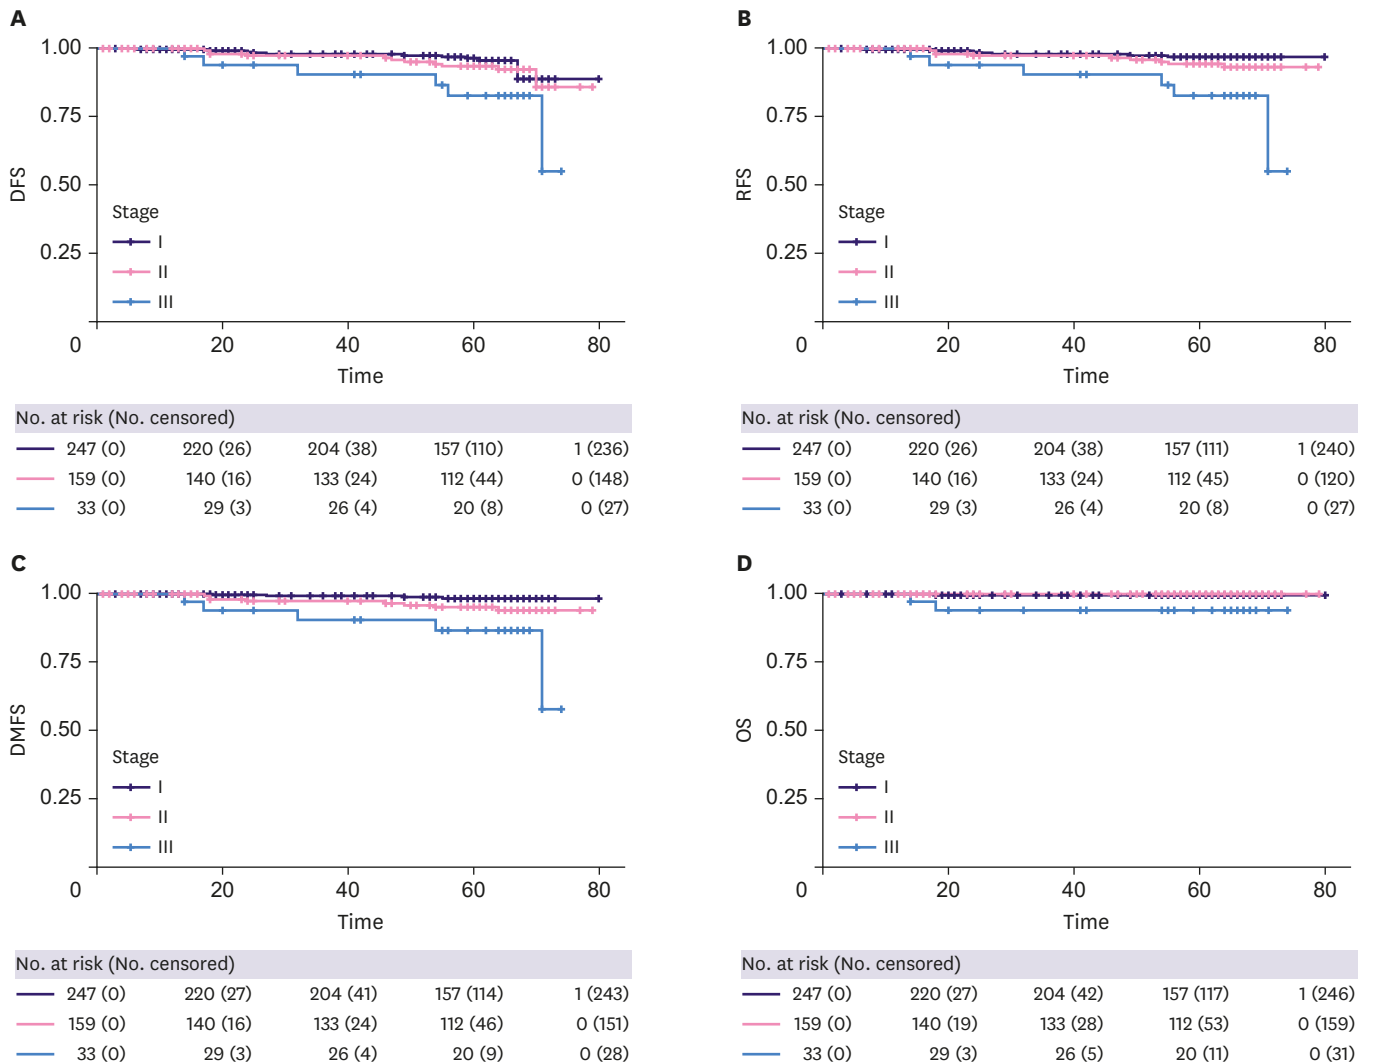 A
1.00
0.75
0.50
0.25
DFS
Stage
I
II
III
0 20 40 60 80
Time
No. at risk (No. censored)
247 (0) 220 (26) 204 (38) 157 (110) 1 (236)
159 (0) 140 (16) 133 (24) 112 (44) 0 (148)
33 (0) 29 (3) 26 (4) 20 (8) 0 (27)
B
1.00
0.75
0.50
0.25
RFS
Stage
I
II
III
0 20 40 60 80
Time
No. at risk (No. censored)
247 (0) 220 (26) 204 (38) 157 (111) 1 (240)
159 (0) 140 (16) 133 (24) 112 (45) 0 (120)
33 (0) 29 (3) 26 (4) 20 (8) 0 (27)
C
1.00
0.75
0.50
0.25
DMFS
Stage
I
II
III
0 20 40 60 80
Time
No. at risk (No. censored)
247 (0) 220 (27) 204 (41) 157 (114) 1 (243)
159 (0) 140 (16) 133 (24) 112 (46) 0 (151)
33 (0) 29 (3) 26 (4) 20 (9) 0 (28)
D
1.00
0.75
0.50
0.25
OS
Stage
I
II
III
0 20 40 60 80
Time
No. at risk (No. censored)
247 (0) 220 (27) 204 (42) 157 (117) 1 (246)
159 (0) 140 (19) 133 (28) 112 (53) 0 (159)
33 (0) 29 (3) 26 (5) 20 (11) 0 (31)